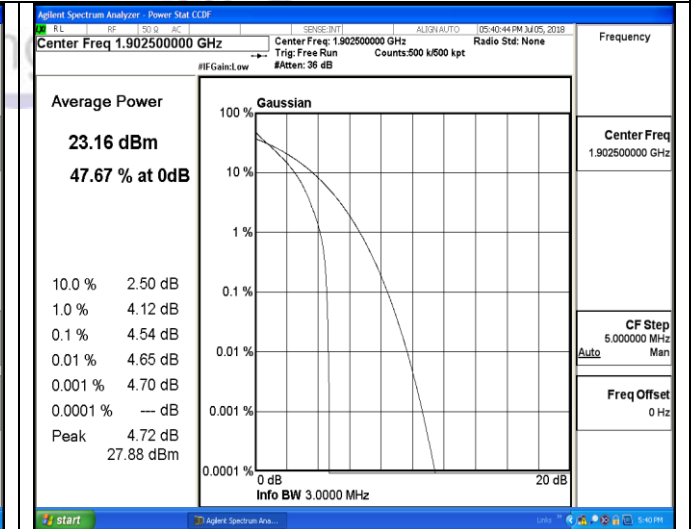 Agilent Spectrum Analyzer - Power Stat CCDF
RL RF 50 Ω AC SENSE:INT ALIGN AUTO 05:40:44 PM Jul 05, 2018
Center Freq 1.902500000 GHz
Center Freq: 1.902500000 GHz Radio Std: None
Trig: Free Run Counts:500 k/500 kpt
#IFGain:Low #Atten: 36 dB
Frequency
Average Power
23.16 dBm
47.67 % at 0dB
10.0 % 2.50 dB
1.0 % 4.12 dB
0.1 % 4.54 dB
0.01 % 4.65 dB
0.001 % 4.70 dB
0.0001 % --- dB
Peak 4.72 dB
27.88 dBm
Gaussian
100 %
10 %
1 %
0.1 %
0.01 %
0.001 %
0.0001 %
0 dB 20 dB
Info BW 3.0000 MHz
Center Freq
1.902500000 GHz
CF Step
5.000000 MHz
Auto Man
Freq Offset
0 Hz
start Agilent Spectrum Ana... Links 5:40 PM